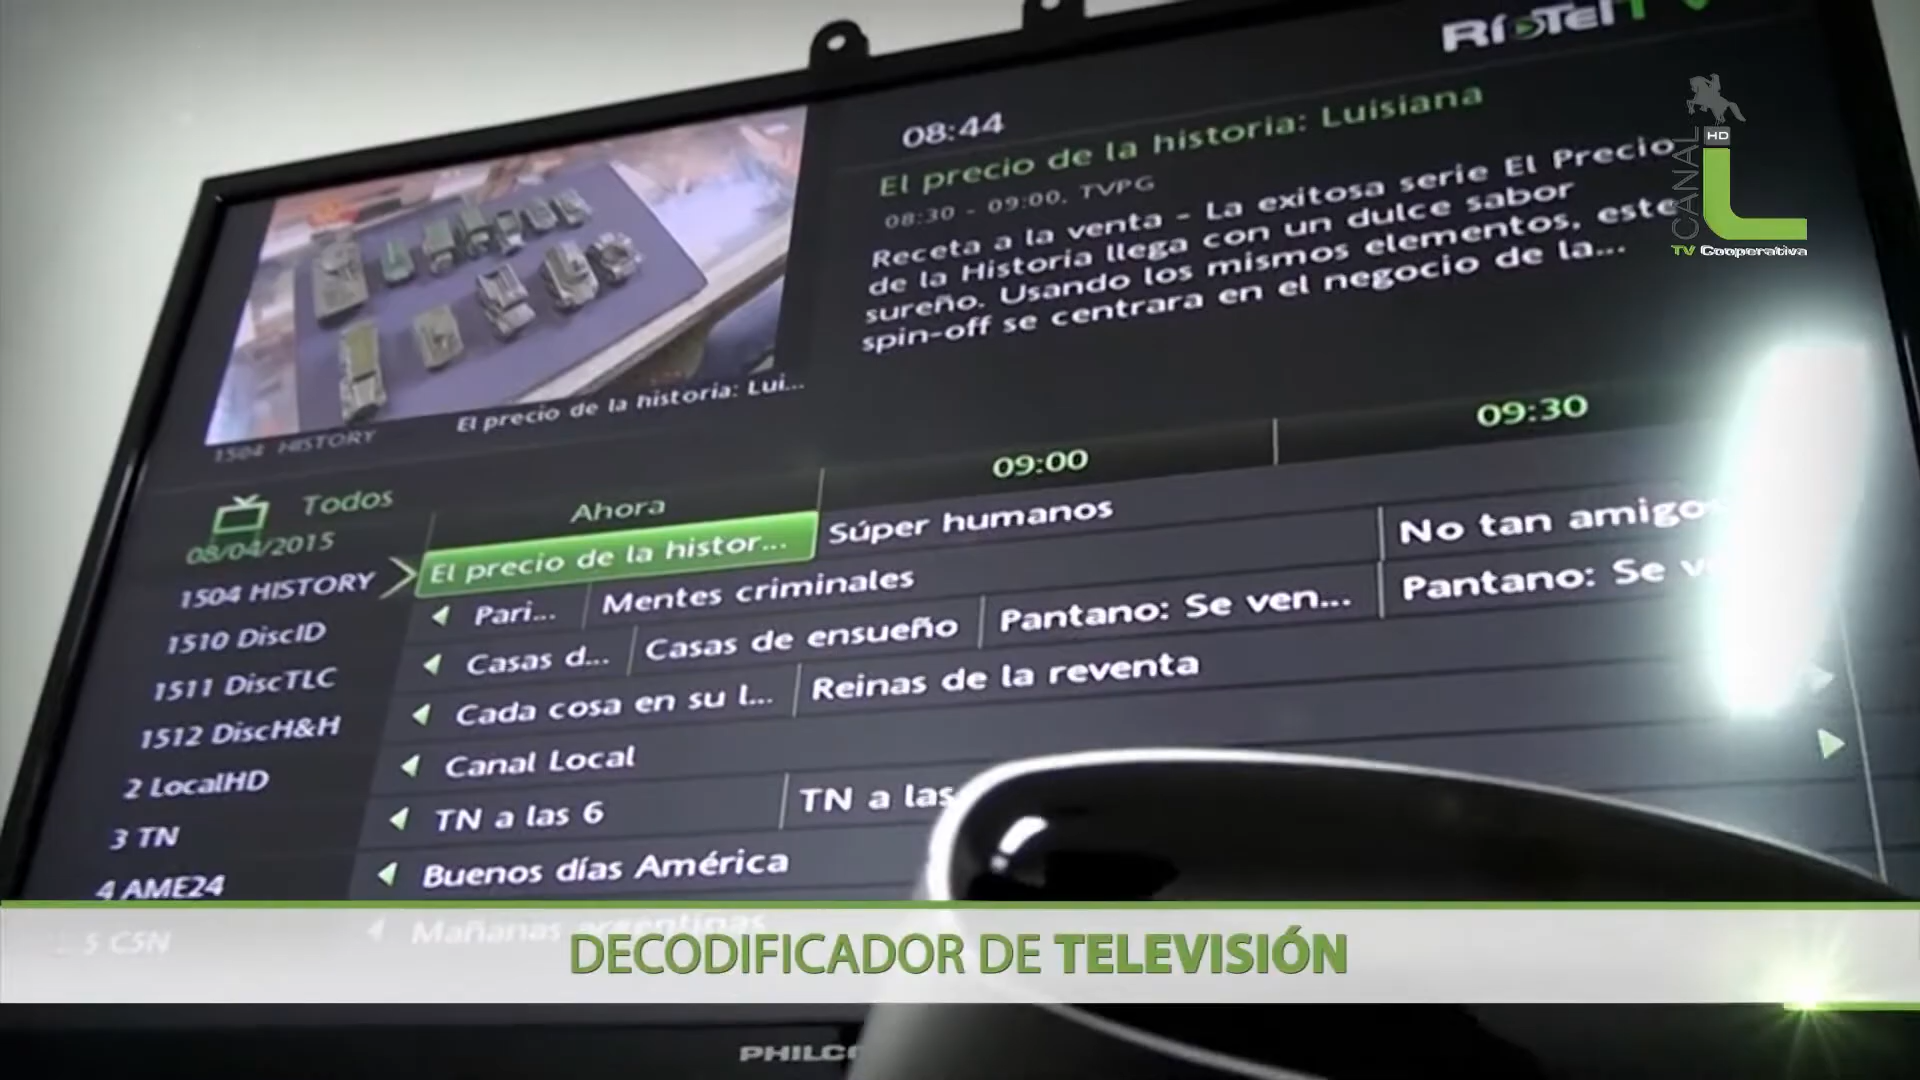 RíoTel TV
08:44
El precio de la historia: Luisiana
08:30 - 09:00. TVPG
Receta a la venta - La exitosa serie El Precio
de la Historia llega con un dulce sabor
sureño. Usando los mismos elementos, este
spin-off se centrara en el negocio de la...
CANAL
HD
L
TV Cooperativa
El precio de la historia: Lui...
1504 HISTORY
Todos
08/04/2015
Ahora
09:00
09:30
1504 HISTORY
El precio de la histor...
Súper humanos
1510 DiscID
Pari...
Mentes criminales
No tan amigos
1511 DiscTLC
Casas d...
Casas de ensueño
Pantano: Se ven...
Pantano: Se v
1512 DiscH&H
Cada cosa en su l...
Reinas de la reventa
2 LocalHD
Canal Local
3 TN
TN a las 6
TN a las
4 AME24
Buenos días América
5 C5N
Mañanas argentinas
DECODIFICADOR DE TELEVISIÓN
PHILC